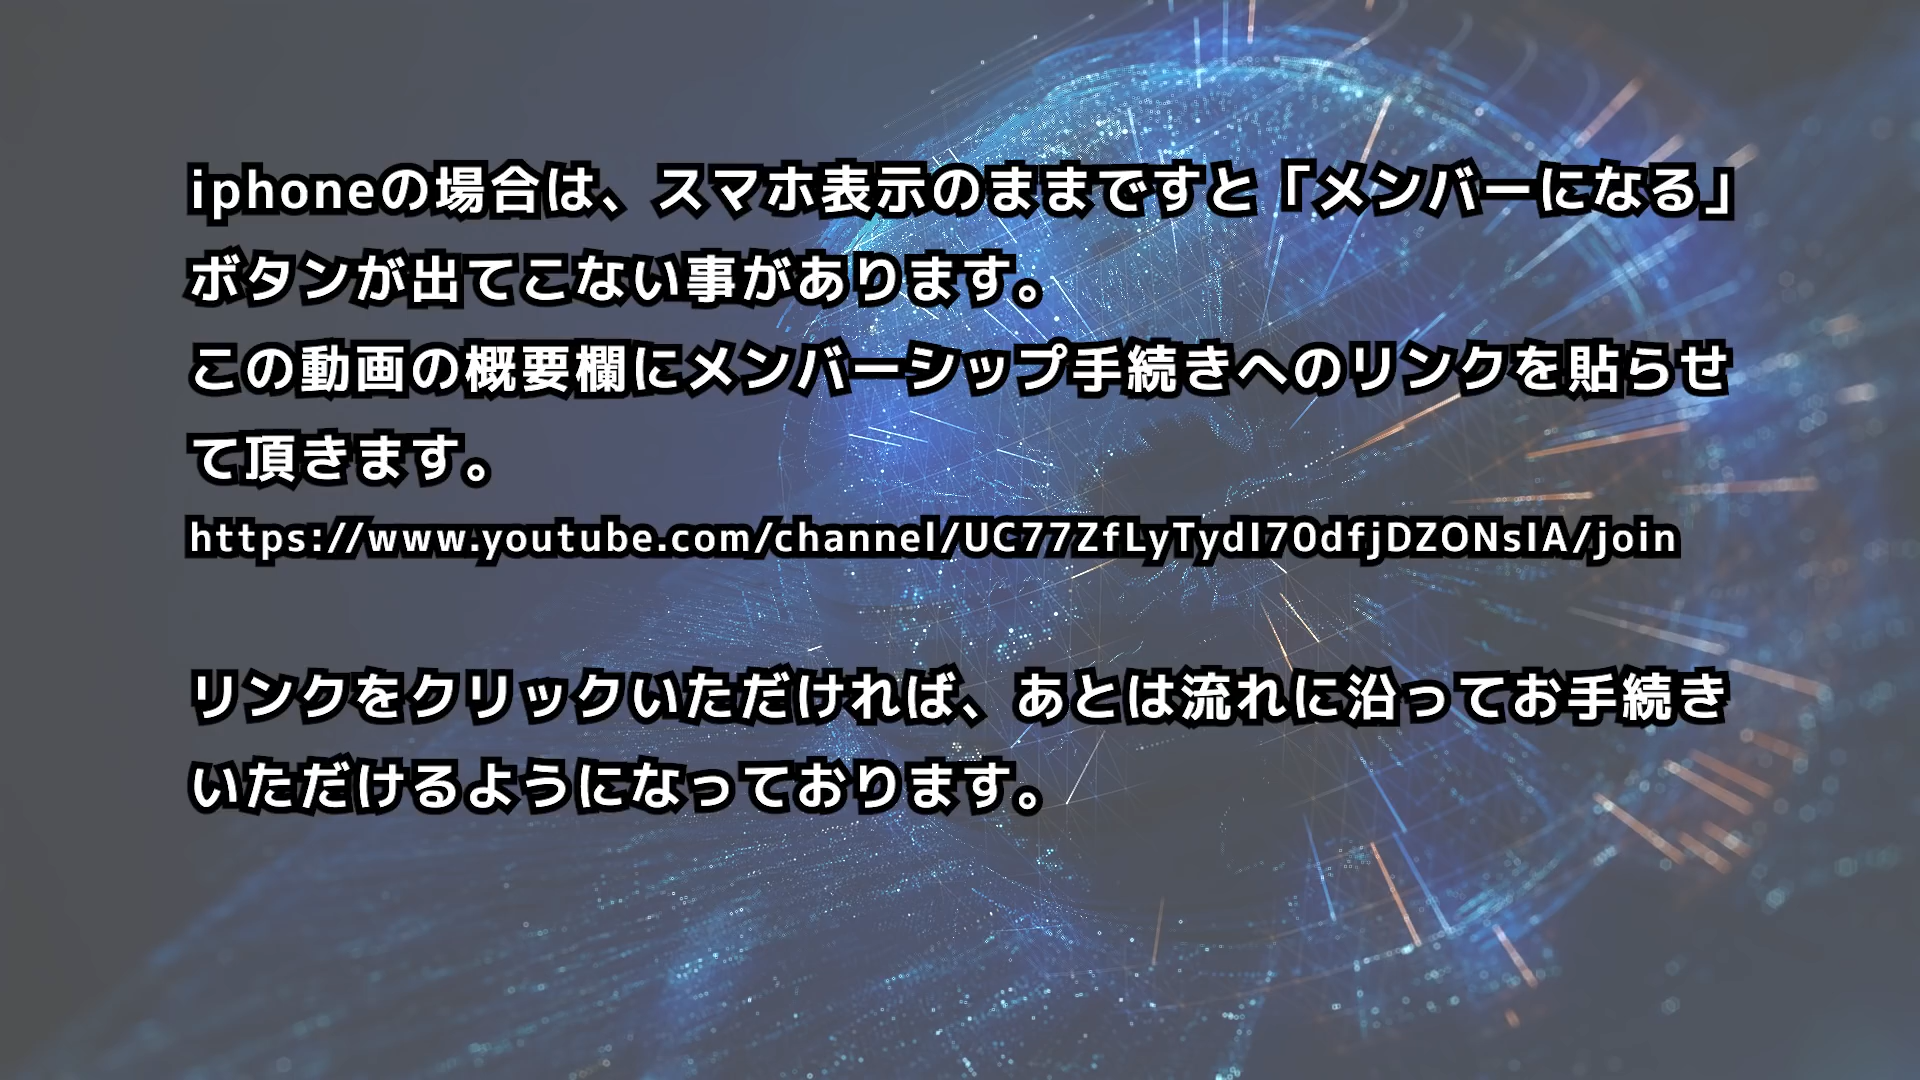 iphoneの場合は、スマホ表示のままですと「メンバーになる」
ボタンが出てこない事があります。
この動画の概要欄にメンバーシップ手続きへのリンクを貼らせ
て頂きます。
https://www.youtube.com/channel/UC77ZfLyTydI70dfjDZONsIA/join
リンクをクリックいただければ、あとは流れに沿ってお手続き
いただけるようになっております。